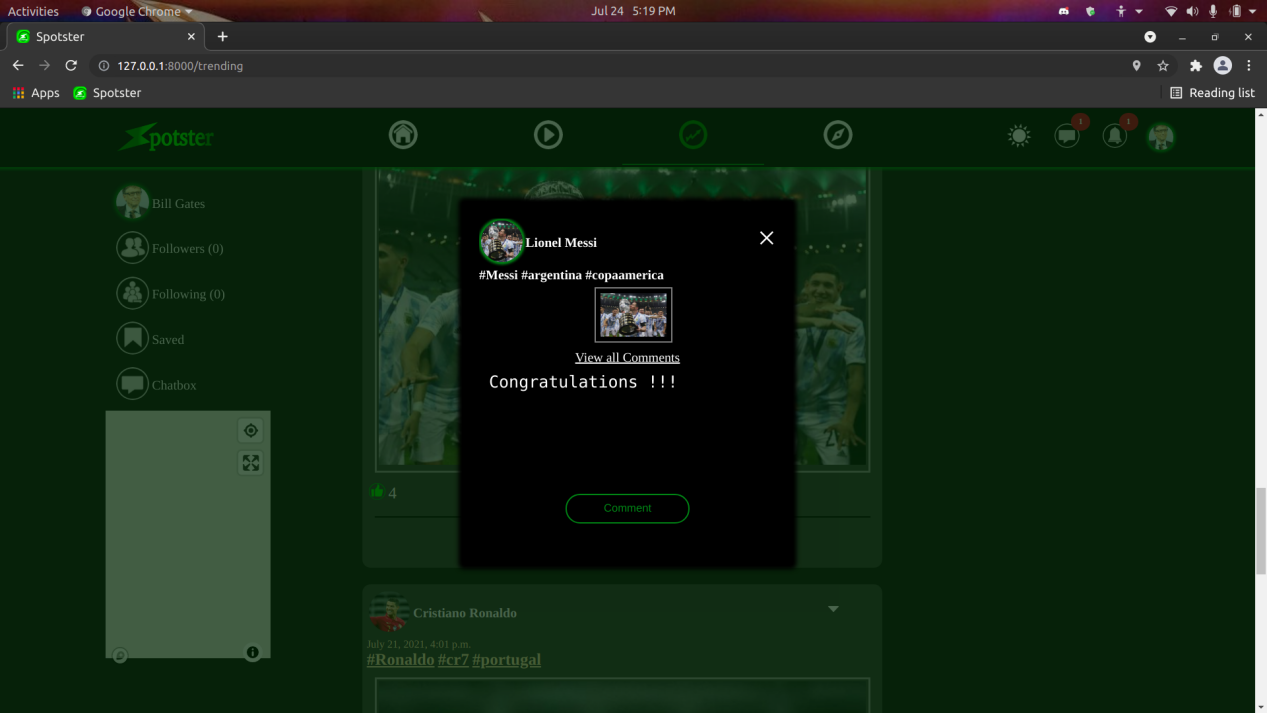 Activities
Google Chrome
Jul 24 5:19 PM
Spotster
127.0.0.1:8000/trending
Apps
Spotster
Reading list
Spotster
1
1
Bill Gates
Followers (0)
Following (0)
Saved
Chatbox
Lionel Messi
#Messi #argentina #copaamerica
View all Comments
Congratulations !!!
Comment
4
Cristiano Ronaldo
July 21, 2021, 4:01 p.m.
#Ronaldo #cr7 #portugal